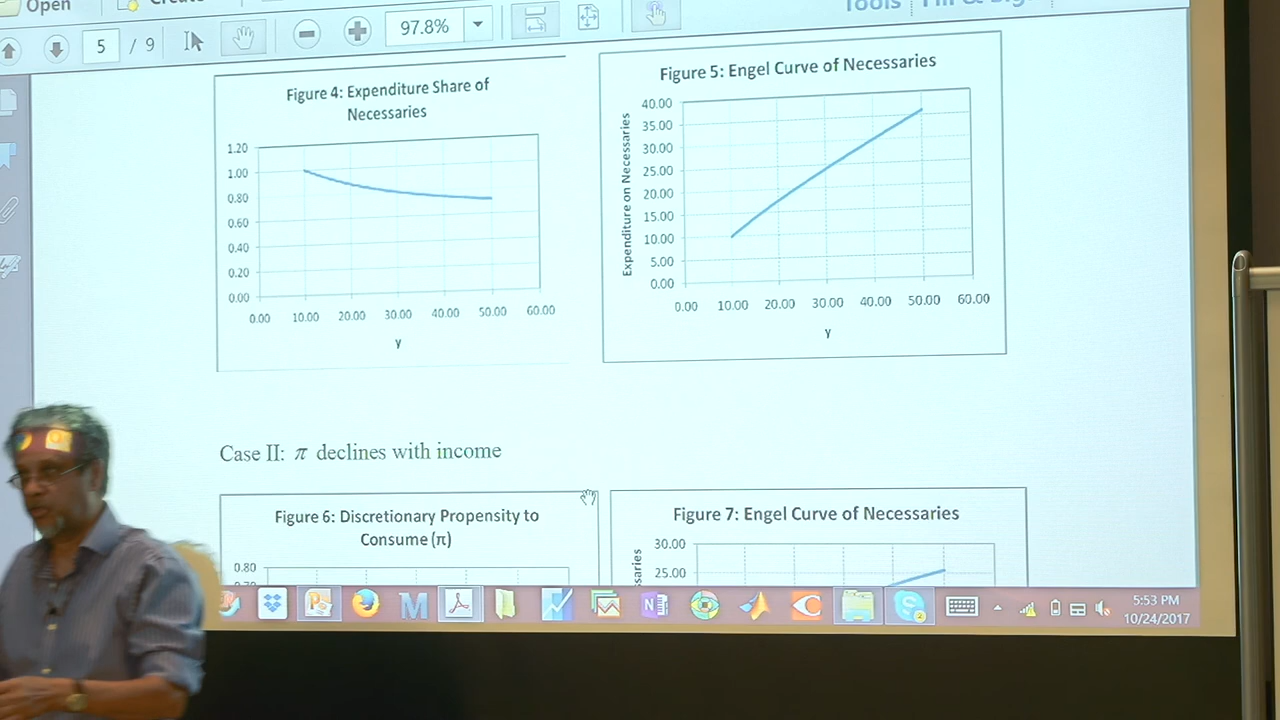 Open
5 / 9
97.8%
Tools
Figure 4: Expenditure Share of
Necessaries
1.20
1.00
0.80
0.60
0.40
0.20
0.00
0.00 10.00 20.00 30.00 40.00 50.00 60.00
y
Figure 5: Engel Curve of Necessaries
Expenditure on Necessaries
40.00
35.00
30.00
25.00
20.00
15.00
10.00
5.00
0.00
0.00 10.00 20.00 30.00 40.00 50.00 60.00
y
Case II: π declines with income
Figure 6: Discretionary Propensity to
Consume (π)
0.80
Figure 7: Engel Curve of Necessaries
30.00
25.00
5:53 PM
10/24/2017